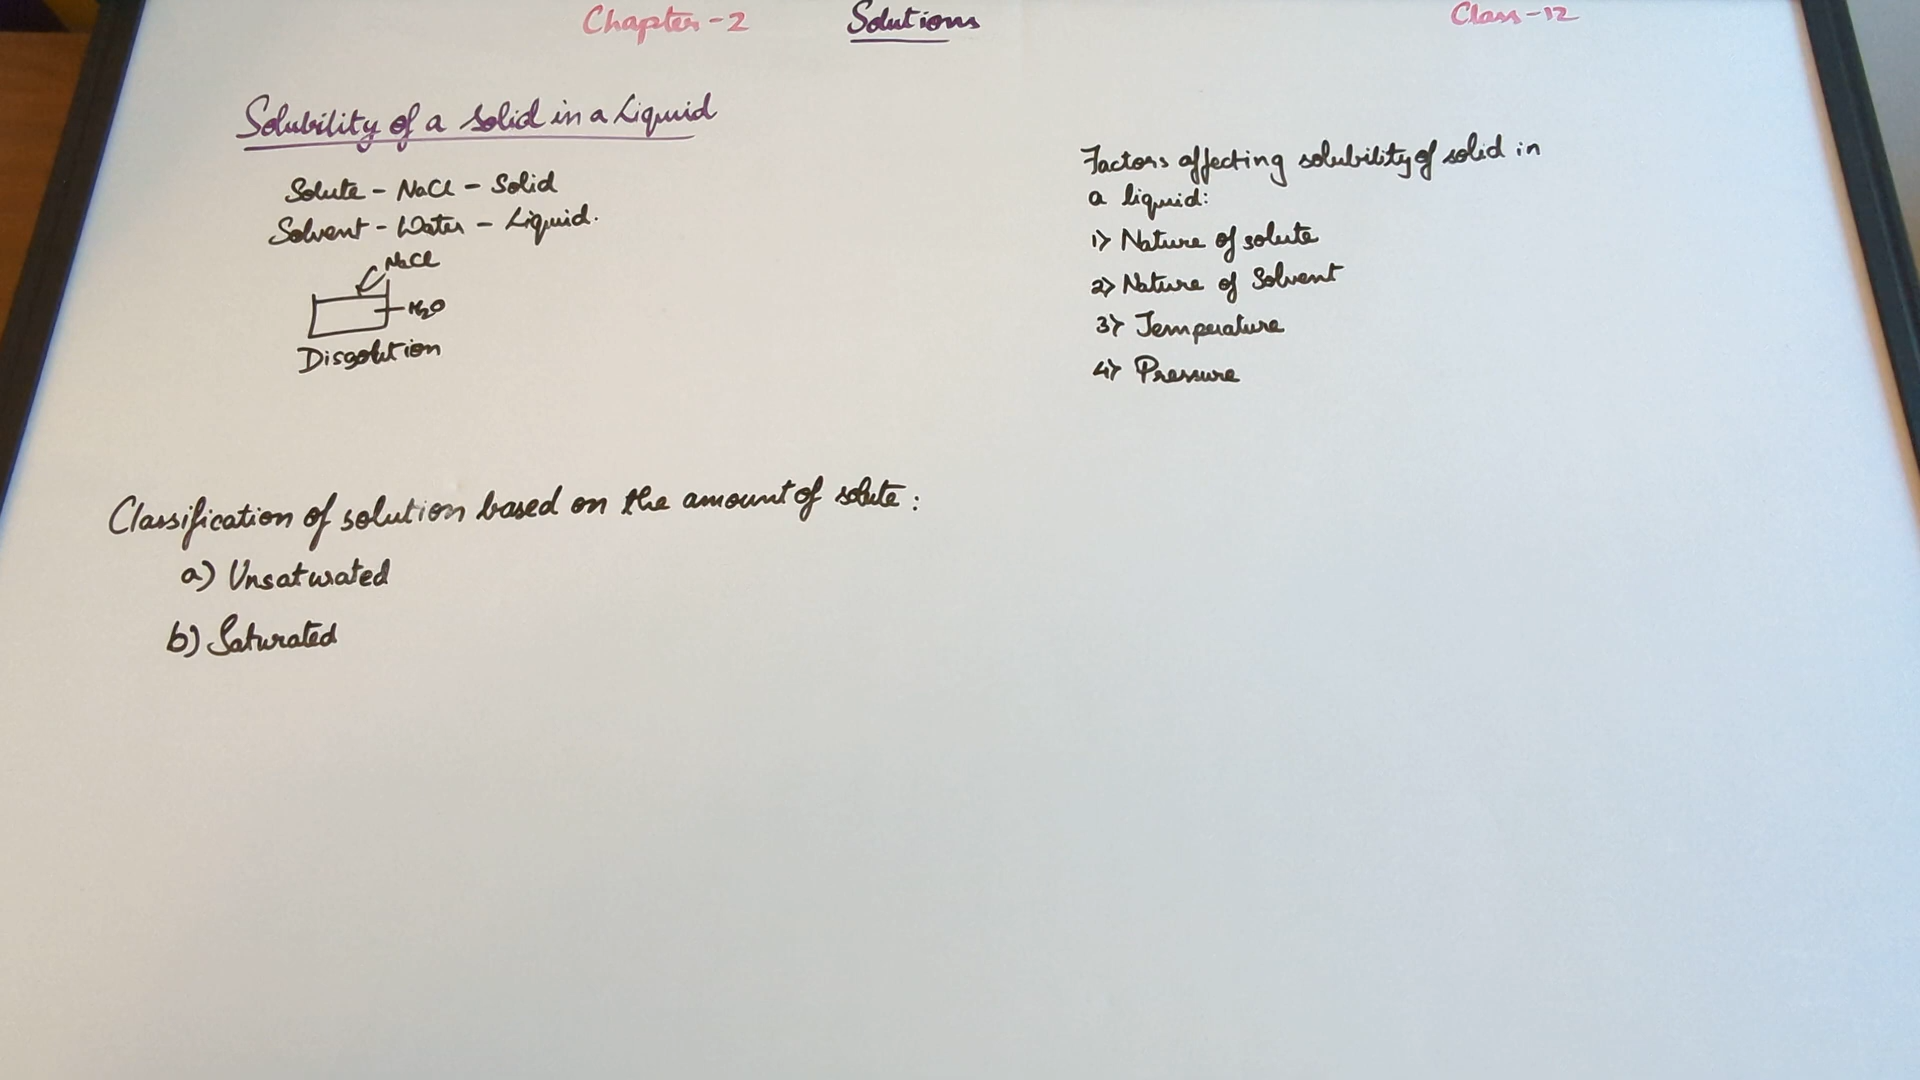 Chapter-2 Solutions Class-12
Solubility of a solid in a Liquid
Solute - NaCl - Solid
Solvent - Water - Liquid.
NaCl
H2O
Dissolution
Factors affecting solubility of solid in
a liquid:
1) Nature of solute
2) Nature of Solvent
3) Temperature
4) Pressure
Classification of solution based on the amount of solute:
a) Unsaturated
b) Saturated